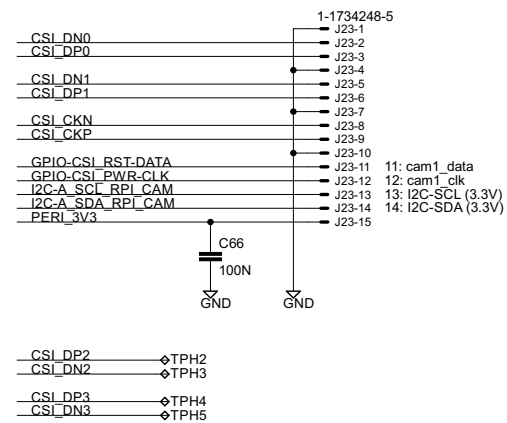 1-1734248-5
J23-1
CSI_DN0 J23-2
CSI_DP0 J23-3
J23-4
CSI_DN1 J23-5
CSI_DP1 J23-6
J23-7
CSI_CKN J23-8
CSI_CKP J23-9
J23-10
GPIO-CSI_RST-DATA J23-11 11: cam1_data
GPIO-CSI_PWR-CLK J23-12 12: cam1_clk
I2C-A_SCL_RPI_CAM J23-13 13: I2C-SCL (3.3V)
I2C-A_SDA_RPI_CAM J23-14 14: I2C-SDA (3.3V)
PERI_3V3 J23-15
C66
100N
GND GND
CSI_DP2 TPH2
CSI_DN2 TPH3
CSI_DP3 TPH4
CSI_DN3 TPH5